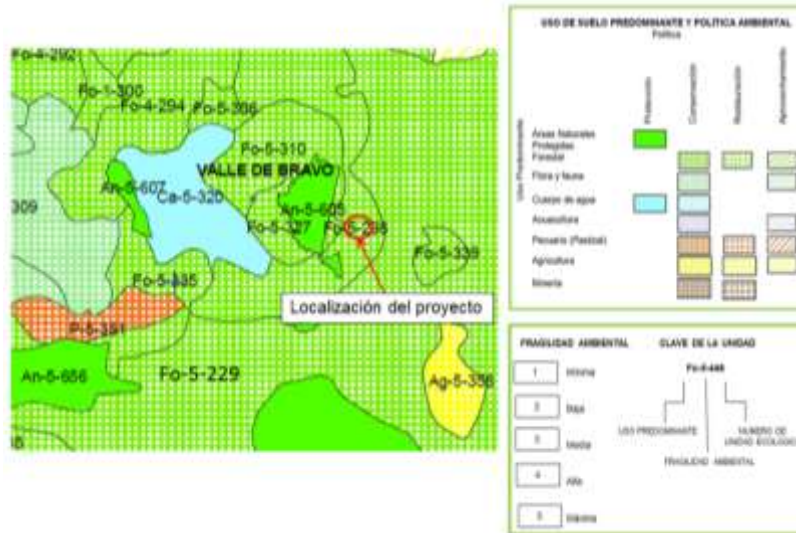 Fo-4-292
Fo-1-300
Fo-4-294
Fo-5-306
Fo-5-310
VALLE DE BRAVO
An-5-607
Ca-5-320
An-5-605
Fo-5-327
309
Fo-5-339
Fo-5-335
Localización del proyecto
P-5-351
An-5-656
Fo-5-229
Ag-5-358
USO DE SUELO PREDOMINANTE Y POLÍTICA AMBIENTAL
Política
Protección
Conservación
Restauración
Aprovechamiento
Uso Predominante
Áreas Naturales
Protegidas
Forestal
Flora y fauna
Cuerpo de agua
Acuacultura
Pecuario (Pastizal)
Agricultura
Minería
FRAGILIDAD AMBIENTAL
CLAVE DE LA UNIDAD
1 Mínima
2 Baja
3 Media
4 Alta
5 Máxima
USO PREDOMINANTE
NUMERO DE
UNIDAD ECOLOGICA
FRAGILIDAD AMBIENTAL